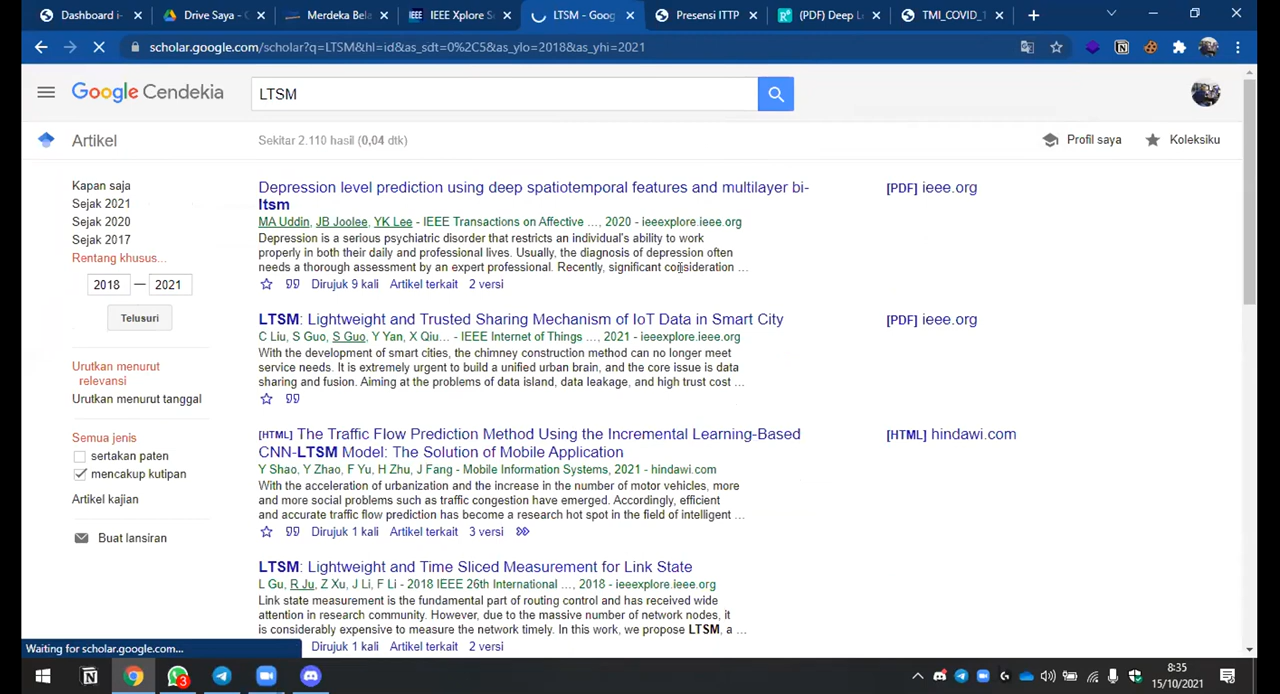 Dashboard i-
Drive Saya - G
Merdeka Bela
IEEE Xplore S
LTSM - Goog
Presensi ITTP
(PDF) Deep L
TMI_COVID_1
scholar.google.com/scholar?q=LTSM&hl=id&as_sdt=0%2C5&as_ylo=2018&as_yhi=2021
Google Cendekia
LTSM
Artikel
Sekitar 2.110 hasil (0,04 dtk)
Profil saya
Koleksiku
Kapan saja
Sejak 2021
Sejak 2020
Sejak 2017
Rentang khusus...
2018 — 2021
Telusuri
Urutkan menurut
relevansi
Urutkan menurut tanggal
Semua jenis
sertakan paten
mencakup kutipan
Artikel kajian
Buat lansiran
Depression level prediction using deep spatiotemporal features and multilayer bi-
ltsm
MA Uddin, JB Joolee, YK Lee - IEEE Transactions on Affective ..., 2020 - ieeexplore.ieee.org
Depression is a serious psychiatric disorder that restricts an individual's ability to work
properly in both their daily and professional lives. Usually, the diagnosis of depression often
needs a thorough assessment by an expert professional. Recently, significant consideration ...
Dirujuk 9 kali Artikel terkait 2 versi
[PDF] ieee.org
LTSM: Lightweight and Trusted Sharing Mechanism of IoT Data in Smart City
C Liu, S Guo, S Guo, Y Yan, X Qiu... - IEEE Internet of Things ..., 2021 - ieeexplore.ieee.org
With the development of smart cities, the chimney construction method can no longer meet
service needs. It is extremely urgent to build a unified urban brain, and the core issue is data
sharing and fusion. Aiming at the problems of data island, data leakage, and high trust cost ...
[PDF] ieee.org
[HTML] The Traffic Flow Prediction Method Using the Incremental Learning-Based
CNN-LTSM Model: The Solution of Mobile Application
Y Shao, Y Zhao, F Yu, H Zhu, J Fang - Mobile Information Systems, 2021 - hindawi.com
With the acceleration of urbanization and the increase in the number of motor vehicles, more
and more social problems such as traffic congestion have emerged. Accordingly, efficient
and accurate traffic flow prediction has become a research hot spot in the field of intelligent ...
Dirujuk 1 kali Artikel terkait 3 versi
[HTML] hindawi.com
LTSM: Lightweight and Time Sliced Measurement for Link State
L Gu, R Ju, Z Xu, J Li, F Li - 2018 IEEE 26th International ..., 2018 - ieeexplore.ieee.org
Link state measurement is the fundamental part of routing control and has received wide
attention in research community. However, due to the massive number of network nodes, it
is considerably expensive to measure the network timely. In this work, we propose LTSM, a ...
Dirujuk 1 kali Artikel terkait 2 versi
Waiting for scholar.google.com...
3
8:35
15/10/2021